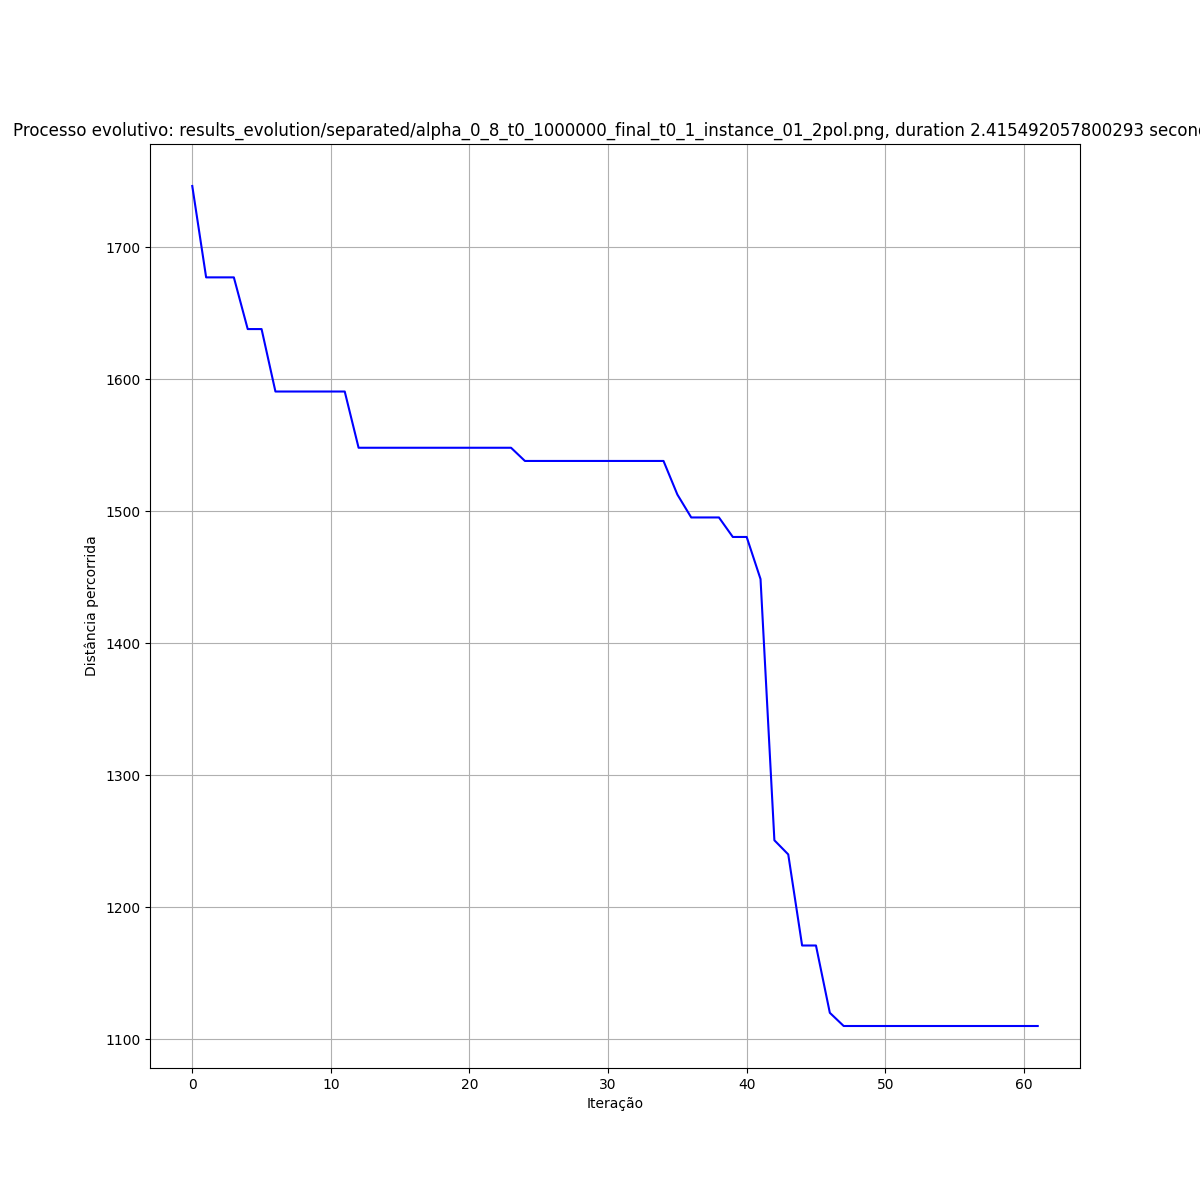 Processo evolutivo: results_evolution/separated/alpha_0_8_t0_1000000_final_t0_1_instance_01_2pol.png, duration 2.415492057800293
1700
1600
1500
1400
1300
1200
1100
Distância percorrida
0 10 20 30 40 50 60
Iteração